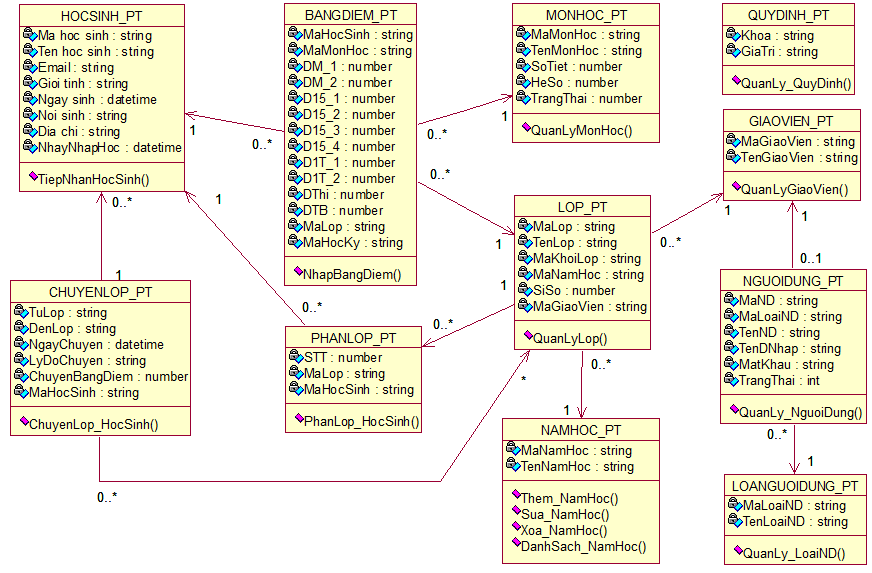 HOCSINH_PT
Ma hoc sinh : string
Ten hoc sinh : string
Email : string
Gioi tinh : string
Ngay sinh : datetime
Noi sinh : string
Dia chi : string
NhayNhapHoc : datetime
TiepNhanHocSinh()
BANGDIEM_PT
MaHocSinh : string
MaMonHoc : string
DM_1 : number
DM_2 : number
D15_1 : number
D15_2 : number
D15_3 : number
D15_4 : number
D1T_1 : number
D1T_2 : number
DThi : number
DTB : number
MaLop : string
MaHocKy : string
NhapBangDiem()
MONHOC_PT
MaMonHoc : string
TenMonHoc : string
SoTiet : number
HeSo : number
TrangThai : number
QuanLyMonHoc()
QUYDINH_PT
Khoa : string
GiaTri : string
QuanLy_QuyDinh()
GIAOVIEN_PT
MaGiaoVien : string
TenGiaoVien : string
QuanLyGiaoVien()
1
0..*
0..*
1
0..*
1
1
0..*
0..*
1
0..*
1
1
0..1
LOP_PT
MaLop : string
TenLop : string
MaKhoiLop : string
MaNamHoc : string
SiSo : number
MaGiaoVien : string
QuanLyLop()
CHUYENLOP_PT
TuLop : string
DenLop : string
NgayChuyen : datetime
LyDoChuyen : string
ChuyenBangDiem : number
MaHocSinh : string
ChuyenLop_HocSinh()
PHANLOP_PT
STT : number
MaLop : string
MaHocSinh : string
PhanLop_HocSinh()
NGUOIDUNG_PT
MaND : string
MaLoaiND : string
TenND : string
TenDNhap : string
MatKhau : string
TrangThai : int
QuanLy_NguoiDung()
1
0..*
0..*
*
0..*
1
0..*
1
NAMHOC_PT
MaNamHoc : string
TenNamHoc : string
Them_NamHoc()
Sua_NamHoc()
Xoa_NamHoc()
DanhSach_NamHoc()
LOANGUOIDUNG_PT
MaLoaiND : string
TenLoaiND : string
QuanLy_LoaiND()